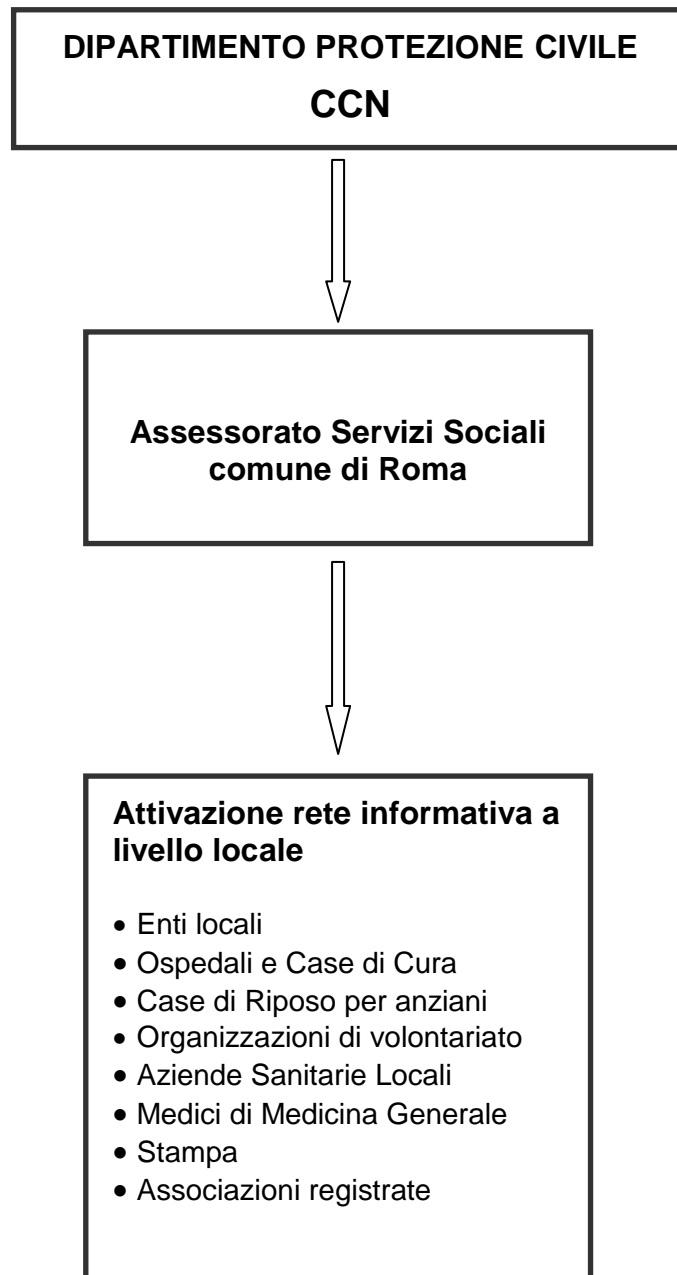 DIPARTIMENTO PROTEZIONE CIVILE
CCN
Assessorato Servizi Sociali
comune di Roma
Attivazione rete informativa a
livello locale
• Enti locali
• Ospedali e Case di Cura
• Case di Riposo per anziani
• Organizzazioni di volontariato
• Aziende Sanitarie Locali
• Medici di Medicina Generale
• Stampa
• Associazioni registrate